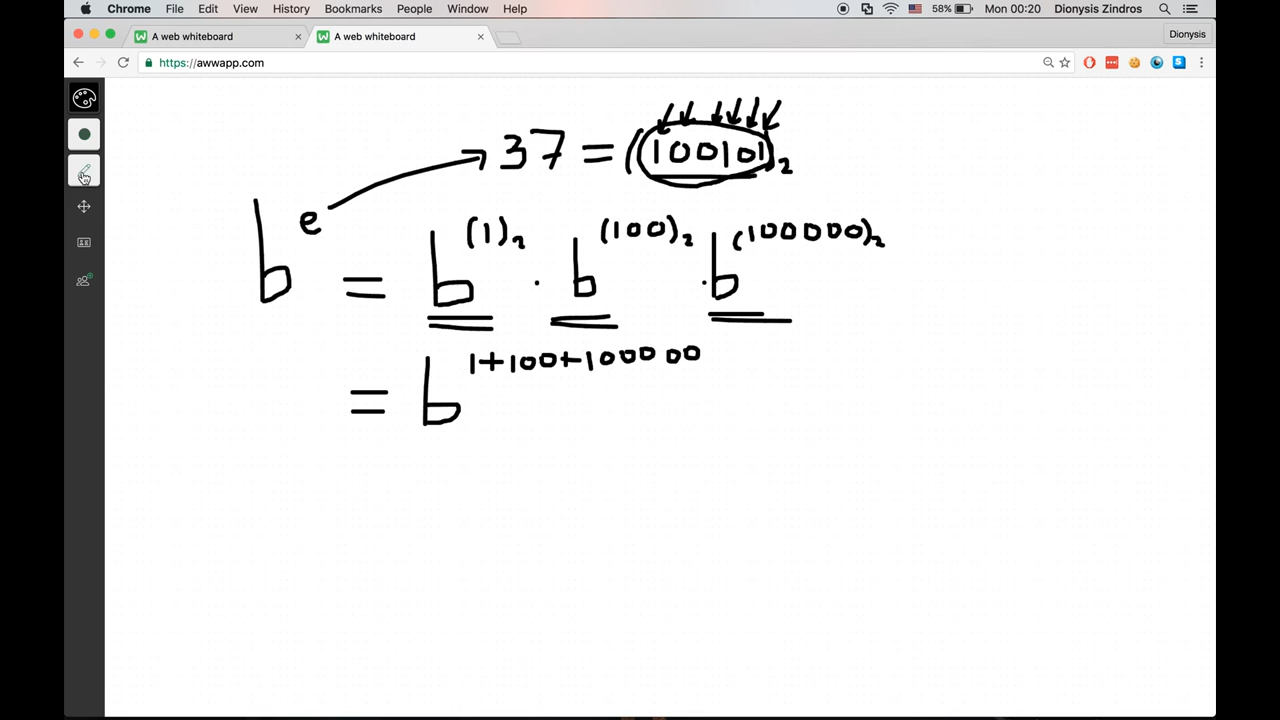 Chrome File Edit View History Bookmarks People Window Help 58% Mon 00:20 Dionysis Zindros
A web whiteboard A web whiteboard Dionysis
https://awwapp.com
37 = (100101)₂
bᵉ = b^(1)₂ · b^(100)₂ · b^(100000)₂
= b^1+100+100000